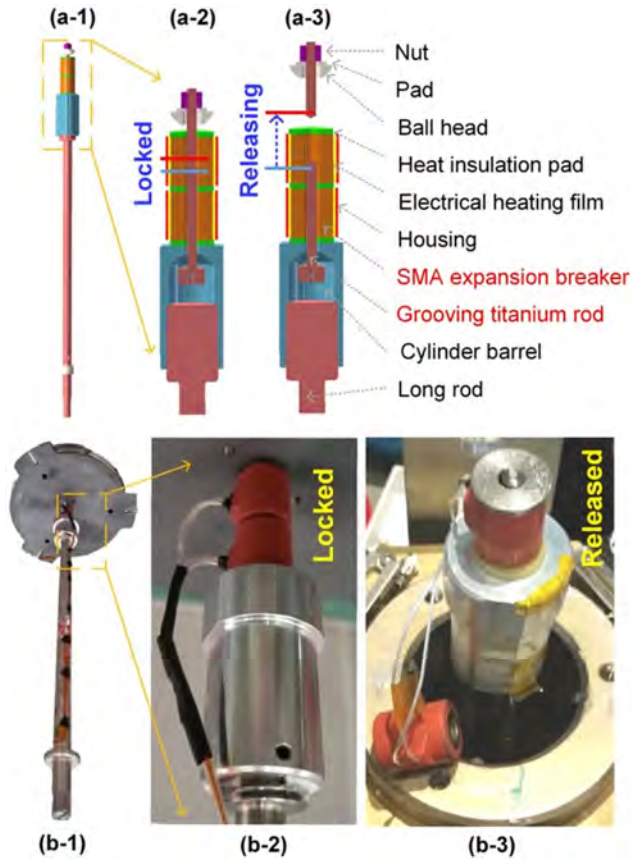 (a-1)
(a-2)
(a-3)
Locked
Releasing
Nut
Pad
Ball head
Heat insulation pad
Electrical heating film
Housing
SMA expansion breaker
Grooving titanium rod
Cylinder barrel
Long rod
Locked
Released
(b-1)
(b-2)
(b-3)